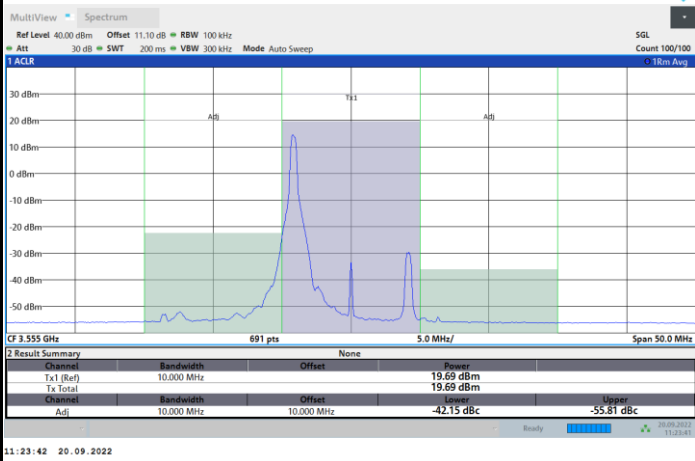 MultiView Spectrum
Ref Level 40.00 dBm Offset 11.10 dB RBW 100 kHz SGL
Att 30 dB SWT 200 ms VBW 300 kHz Mode Auto Sweep Count 100/100
1 ACLR 1Rm Avg
30 dBm
Tx1
20 dBm
Adj Adj
10 dBm
0 dBm
-10 dBm
-20 dBm
-30 dBm
-40 dBm
-50 dBm
CF 3.555 GHz 691 pts 5.0 MHz/ Span 50.0 MHz
2 Result Summary None
Channel Bandwidth Offset Power
Tx1 (Ref) 10.000 MHz 19.69 dBm
Tx Total 19.69 dBm
Channel Bandwidth Offset Lower Upper
Adj 10.000 MHz 10.000 MHz -42.15 dBc -55.81 dBc
Ready 20.09.2022
11:23:41
11:23:42 20.09.2022